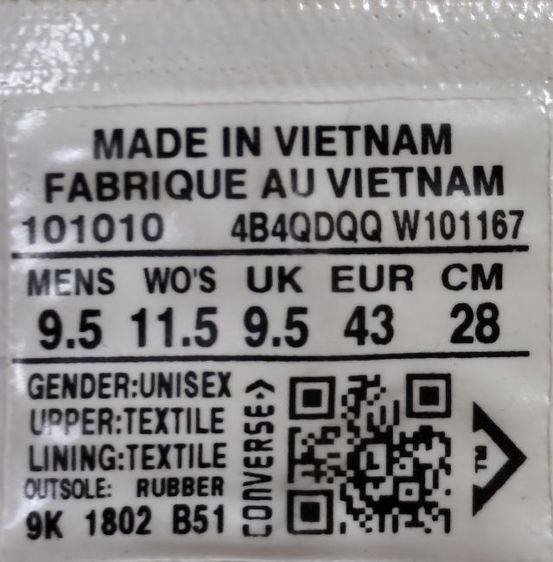 MADE IN VIETNAM
FABRIQUE AU VIETNAM
101010 4B4QDQQ W101167
MENS WO'S UK EUR CM
9.5 11.5 9.5 43 28
GENDER:UNISEX
UPPER:TEXTILE
LINING:TEXTILE
OUTSOLE: RUBBER
9K 1802 B51
CONVERSE
TM